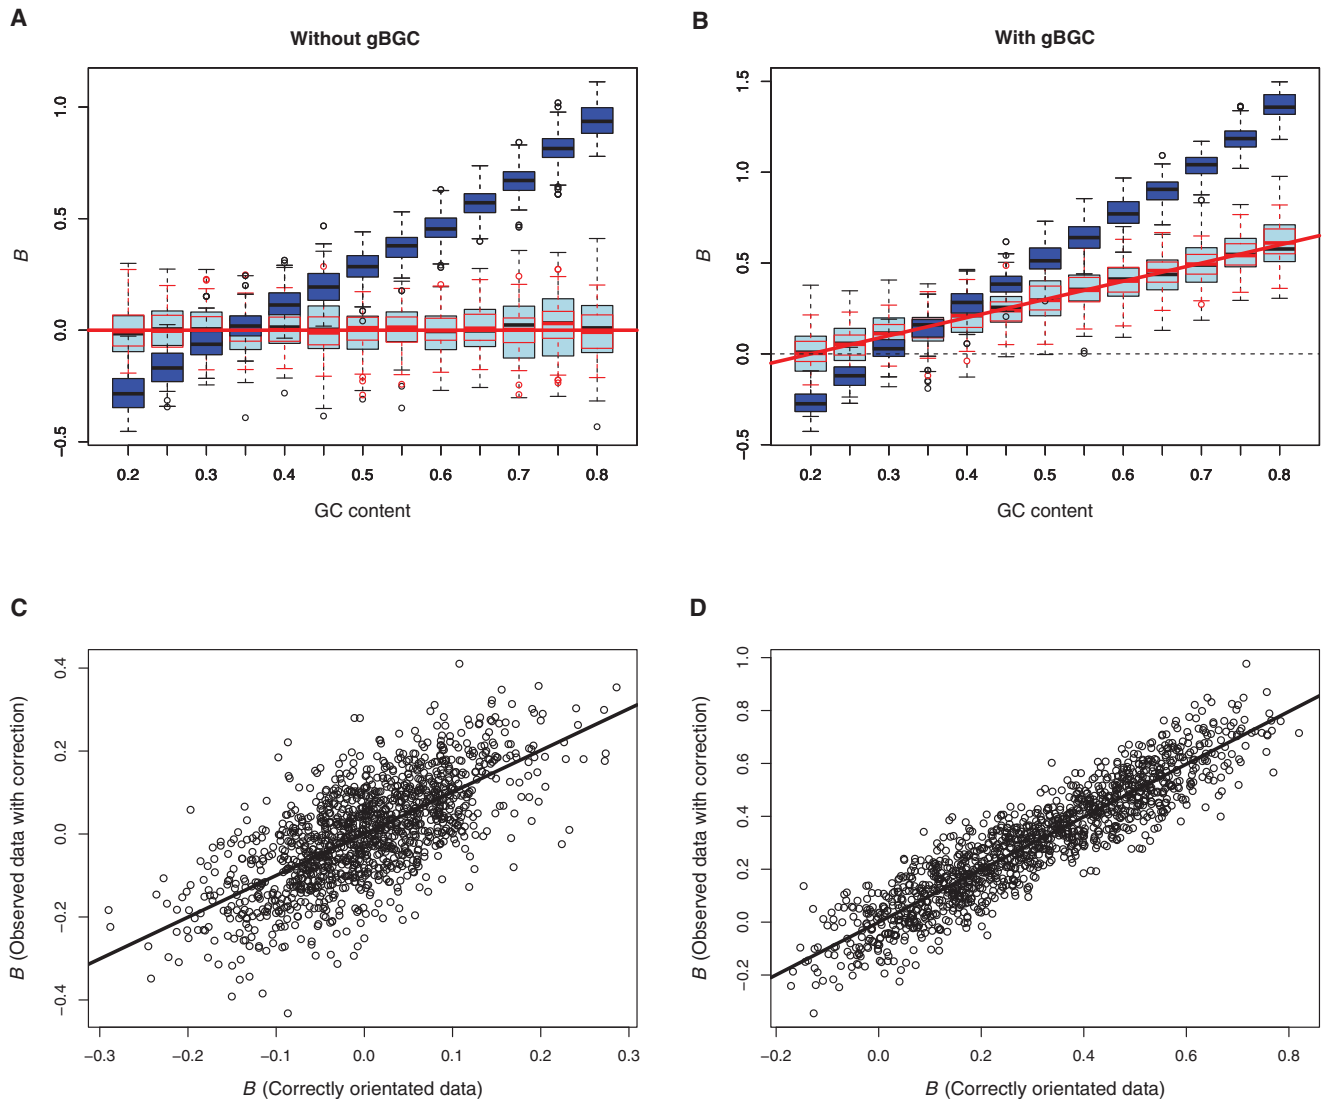 A
Without gBGC
B
1.0
0.5
0.0
−0.5
0.2 0.3 0.4 0.5 0.6 0.7 0.8
GC content
B
With gBGC
B
1.5
1.0
0.5
0.0
−0.5
0.2 0.3 0.4 0.5 0.6 0.7 0.8
GC content
C
B (Observed data with correction)
0.4
0.2
0.0
−0.2
−0.4
−0.3 −0.2 −0.1 0.0 0.1 0.2 0.3
B (Correctly orientated data)
D
B (Observed data with correction)
1.0
0.8
0.6
0.4
0.2
0.0
−0.2
−0.2 0.0 0.2 0.4 0.6 0.8
B (Correctly orientated data)